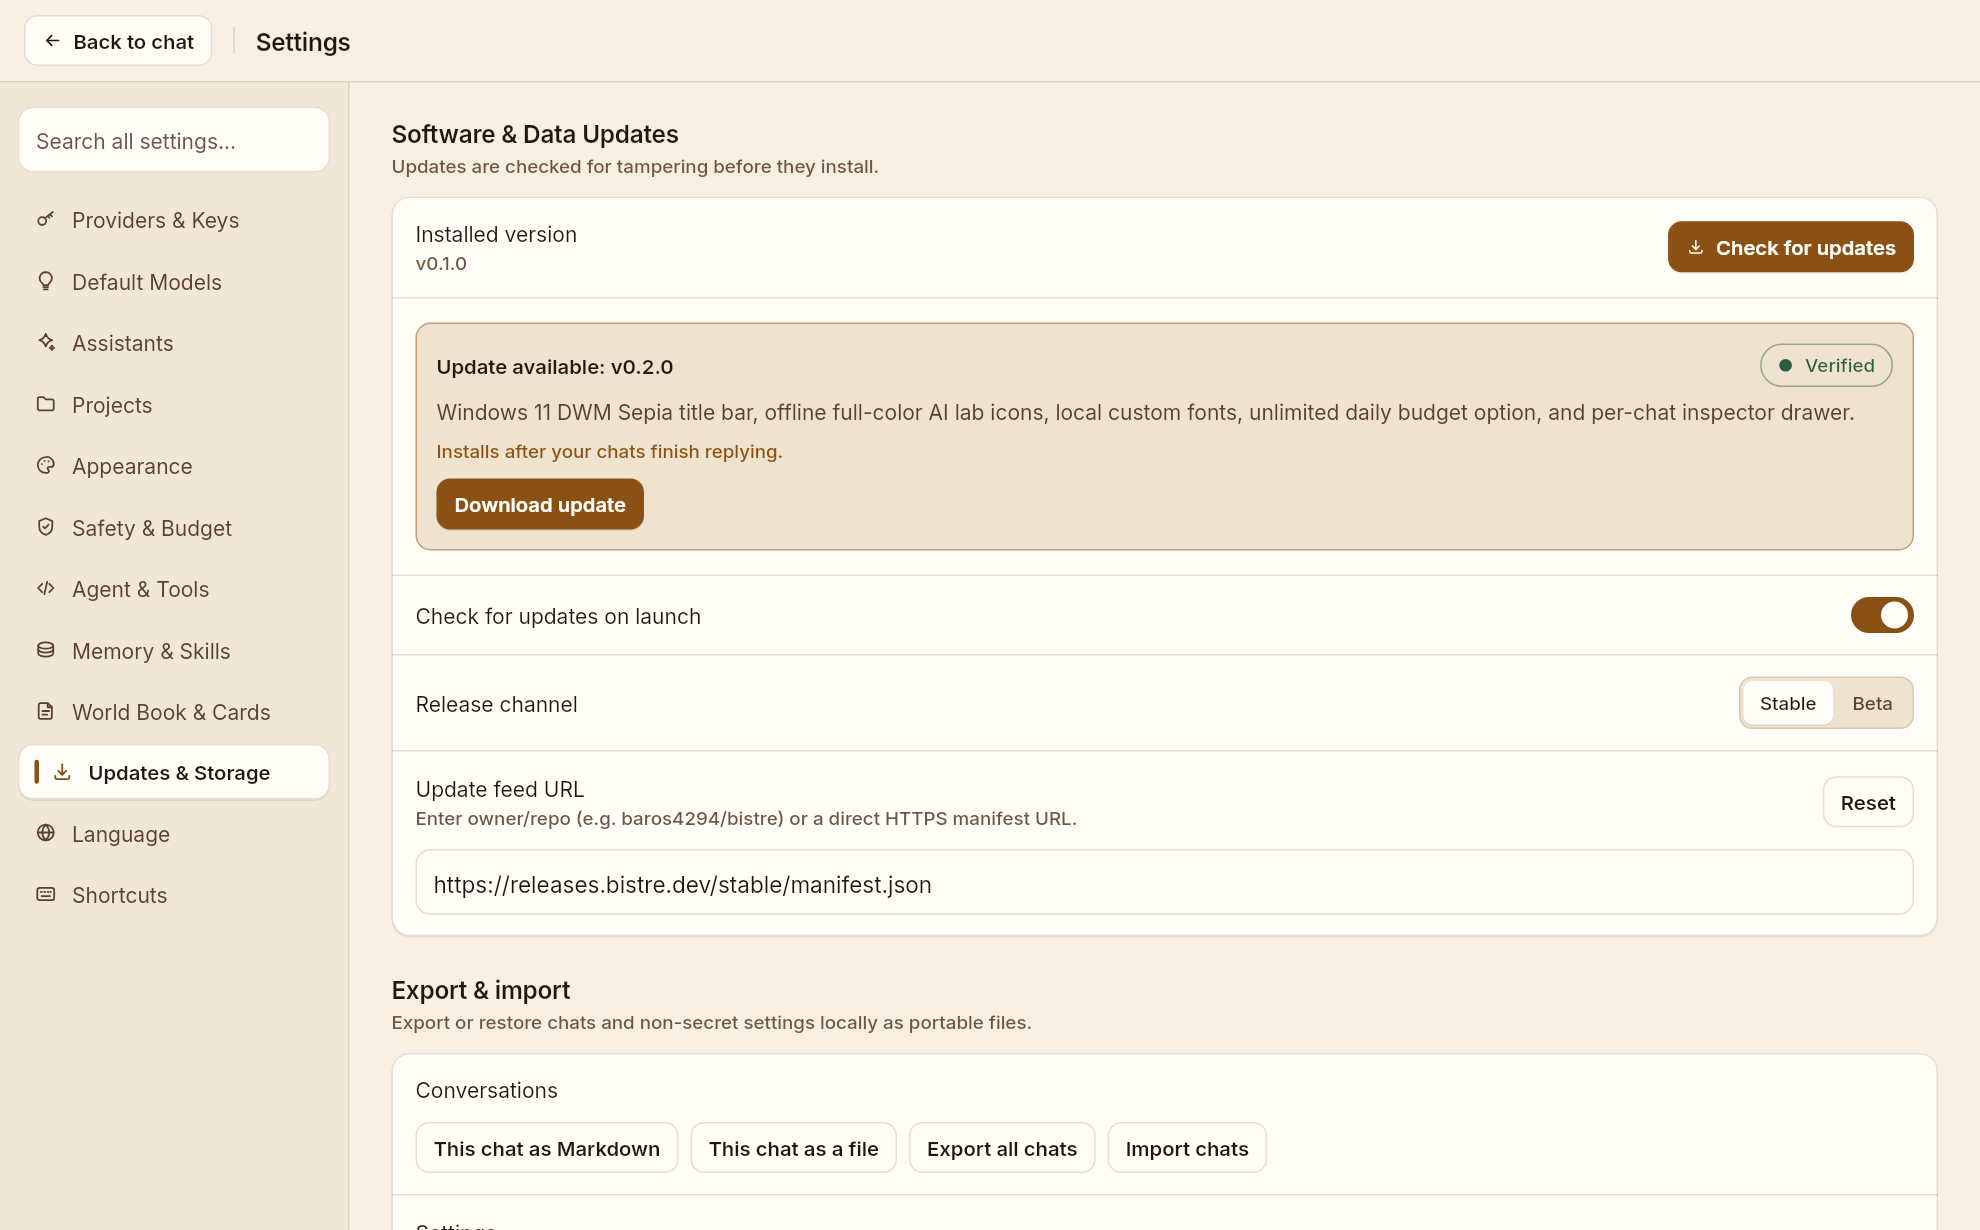 Back to chat
Settings
Search all settings...
Providers & Keys
Default Models
Assistants
Projects
Appearance
Safety & Budget
Agent & Tools
Memory & Skills
World Book & Cards
Updates & Storage
Language
Shortcuts
Software & Data Updates
Updates are checked for tampering before they install.
Installed version
v0.1.0
Check for updates
Update available: v0.2.0
Verified
Windows 11 DWM Sepia title bar, offline full-color AI lab icons, local custom fonts, unlimited daily budget option, and per-chat inspector drawer.
Installs after your chats finish replying.
Download update
Check for updates on launch
Release channel
Stable
Beta
Update feed URL
Enter owner/repo (e.g. baros4294/bistre) or a direct HTTPS manifest URL.
Reset
https://releases.bistre.dev/stable/manifest.json
Export & import
Export or restore chats and non-secret settings locally as portable files.
Conversations
This chat as Markdown
This chat as a file
Export all chats
Import chats
Settings